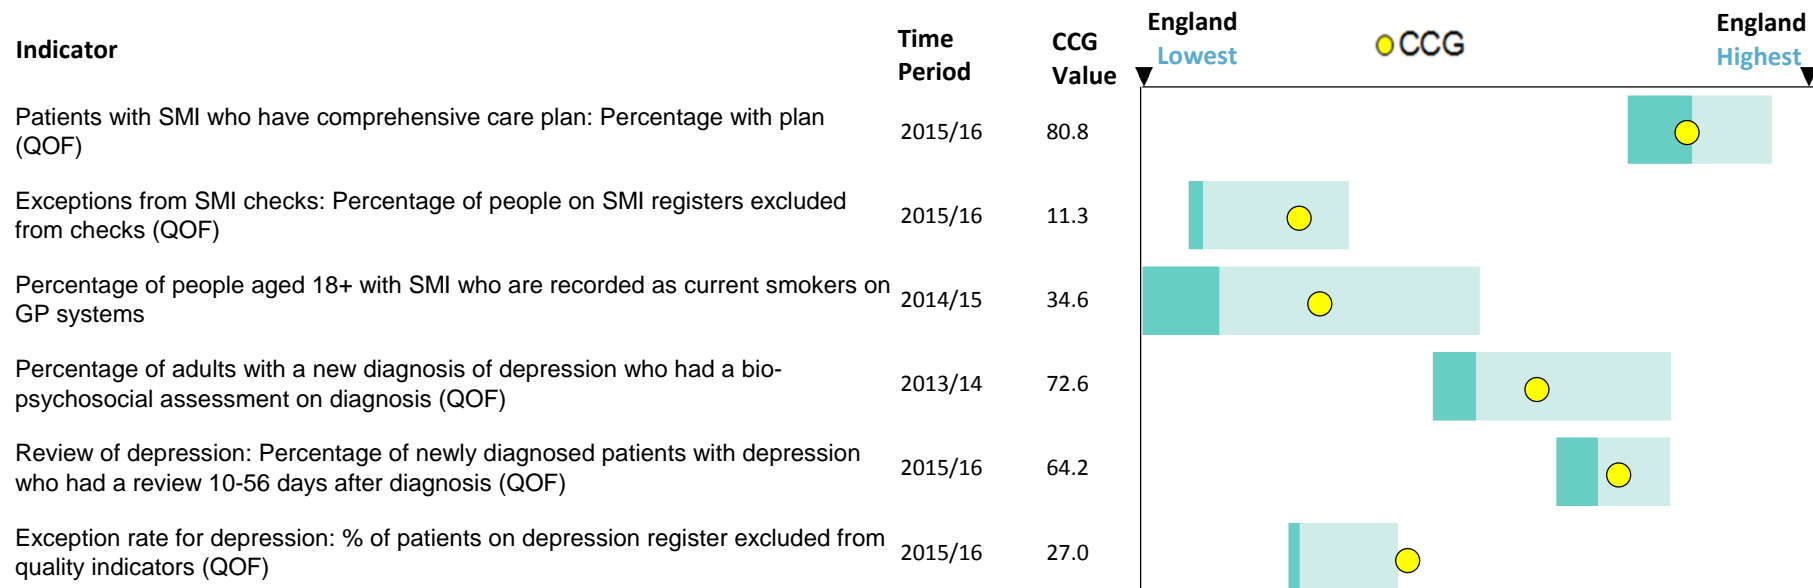 Indicator
Time
Period
CCG
Value
England
Lowest
CCG
England
Highest
Patients with SMI who have comprehensive care plan: Percentage with plan
(QOF)
2015/16
80.8
Exceptions from SMI checks: Percentage of people on SMI registers excluded
from checks (QOF)
2015/16
11.3
Percentage of people aged 18+ with SMI who are recorded as current smokers on
GP systems
2014/15
34.6
Percentage of adults with a new diagnosis of depression who had a bio-
psychosocial assessment on diagnosis (QOF)
2013/14
72.6
Review of depression: Percentage of newly diagnosed patients with depression
who had a review 10-56 days after diagnosis (QOF)
2015/16
64.2
Exception rate for depression: % of patients on depression register excluded from
quality indicators (QOF)
2015/16
27.0